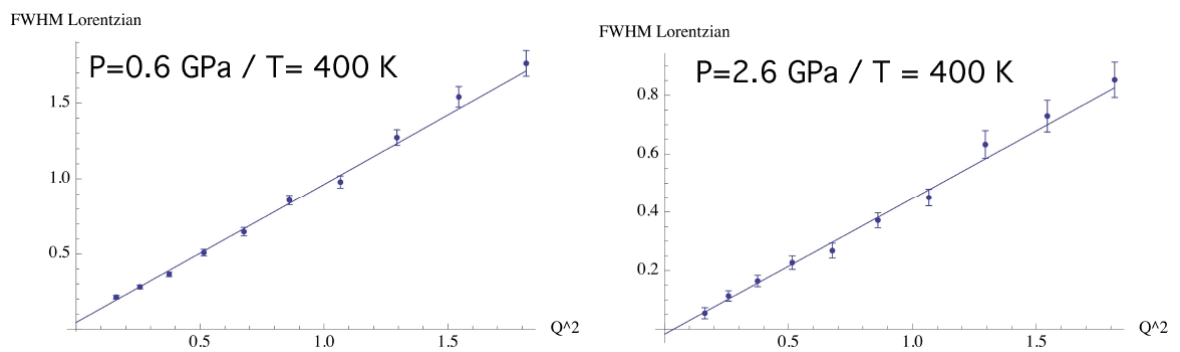 FWHM Lorentzian
P=0.6 GPa / T= 400 K
1.5
1.0
0.5
0.5 1.0 1.5
Q^2
FWHM Lorentzian
P=2.6 GPa / T = 400 K
0.8
0.6
0.4
0.2
0.5 1.0 1.5
Q^2